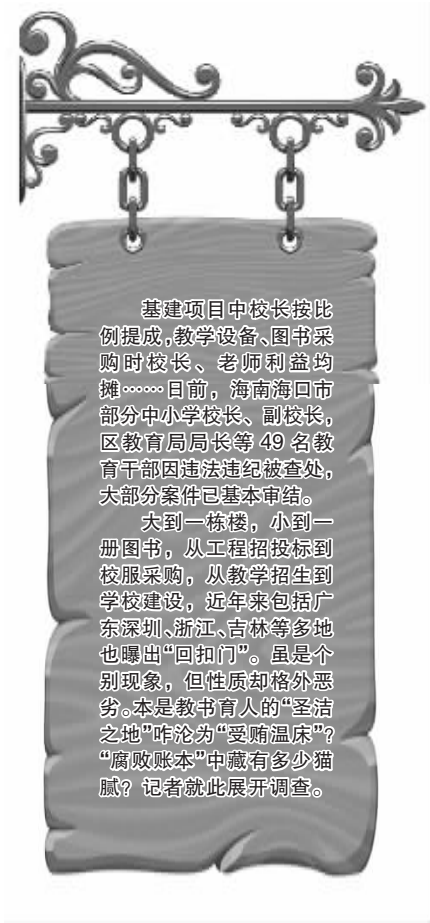 基建项目中校长按比
例提成，教学设备、图书采
购时校长、老师利益均
摊……日前，海南海口市
部分中小学校长、副校长，
区教育局局长等 49 名教
育干部因违法违纪被查处，
大部分案件已基本审结。
大到一栋楼，小到一
册图书，从工程招投标到
校服采购，从教学招生到
学校建设，近年来包括广
东深圳、浙江、吉林等多地
也曝出“回扣门”。虽是个
别现象，但性质却格外恶
劣。本是教书育人的“圣洁
之地”咋沦为“受贿温床”？
“腐败账本”中藏有多少猫
腻？记者就此展开调查。